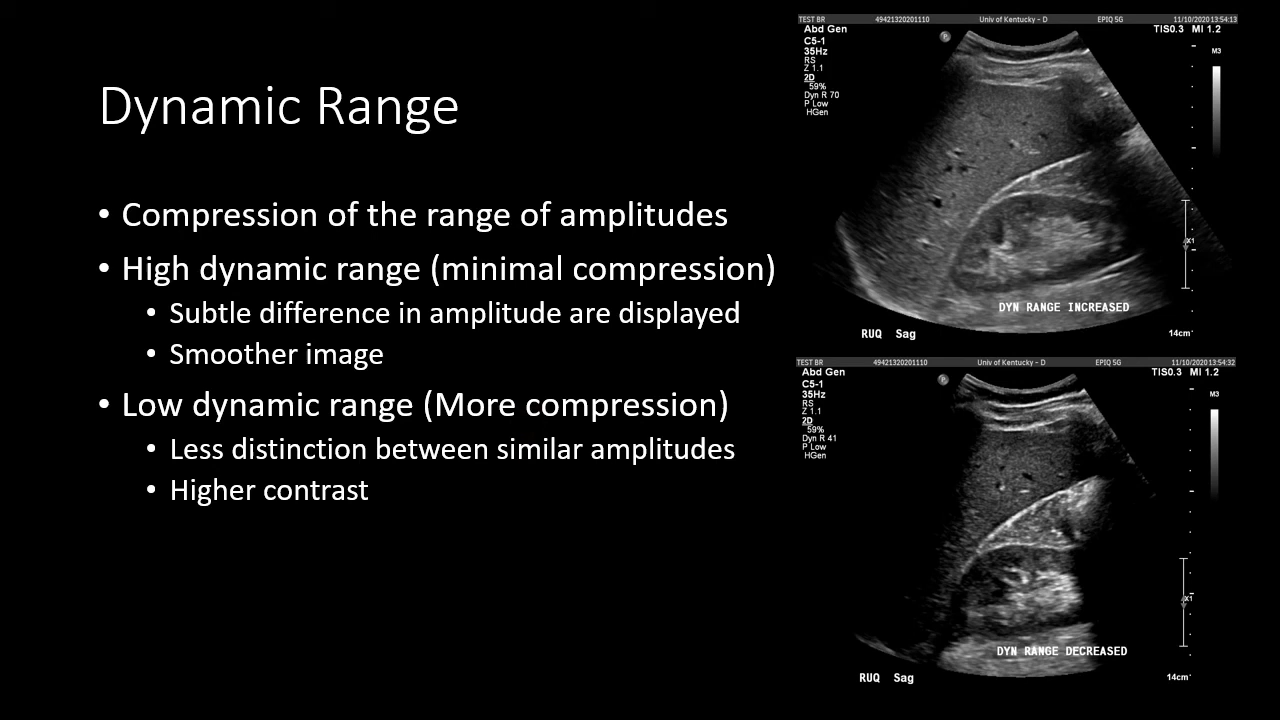 Dynamic Range
• Compression of the range of amplitudes
• High dynamic range (minimal compression)
• Subtle difference in amplitude are displayed
• Smoother image
• Low dynamic range (More compression)
• Less distinction between similar amplitudes
• Higher contrast
TEST BR 49421320201110 Univ of Kentucky - D EPIQ 5G 11/10/2020 13:54:13
Abd Gen TIS0.3 MI 1.2
C5-1
35Hz
RS
Z 1.1
2D
59%
Dyn R 70
P Low
HGen
P
M3
X1
DYN RANGE INCREASED
RUQ Sag
14cm
TEST BR 49421320201110 Univ of Kentucky - D EPIQ 5G 11/10/2020 13:54:32
Abd Gen TIS0.3 MI 1.2
C5-1
35Hz
RS
Z 1.1
2D
59%
Dyn R 41
P Low
HGen
P
M3
X1
DYN RANGE DECREASED
RUQ Sag
14cm